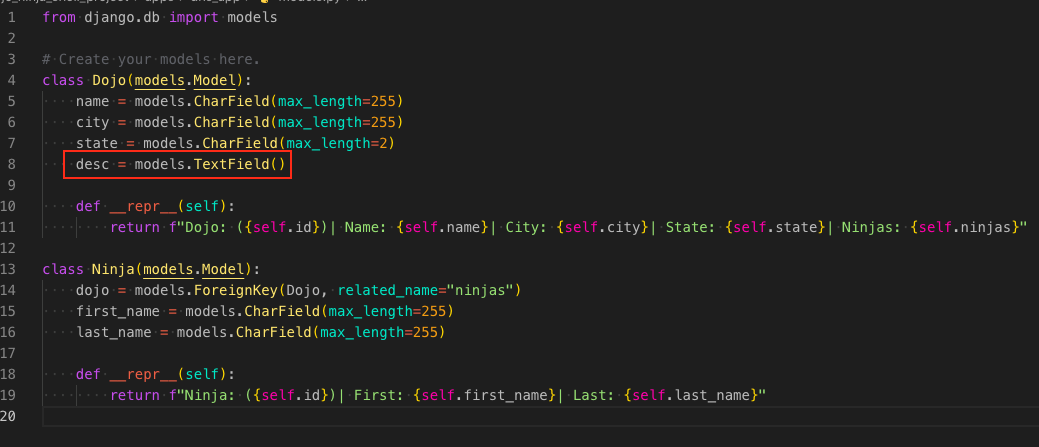 1 from django.db import models
2
3 # Create your models here.
4 class Dojo(models.Model):
5     name = models.CharField(max_length=255)
6     city = models.CharField(max_length=255)
7     state = models.CharField(max_length=2)
8     desc = models.TextField()
9
10     def __repr__(self):
11         return f"Dojo: ({self.id})| Name: {self.name}| City: {self.city}| State: {self.state}| Ninjas: {self.ninjas}"
12
13 class Ninja(models.Model):
14     dojo = models.ForeignKey(Dojo, related_name="ninjas")
15     first_name = models.CharField(max_length=255)
16     last_name = models.CharField(max_length=255)
17
18     def __repr__(self):
19         return f"Ninja: ({self.id})| First: {self.first_name}| Last: {self.last_name}"
20